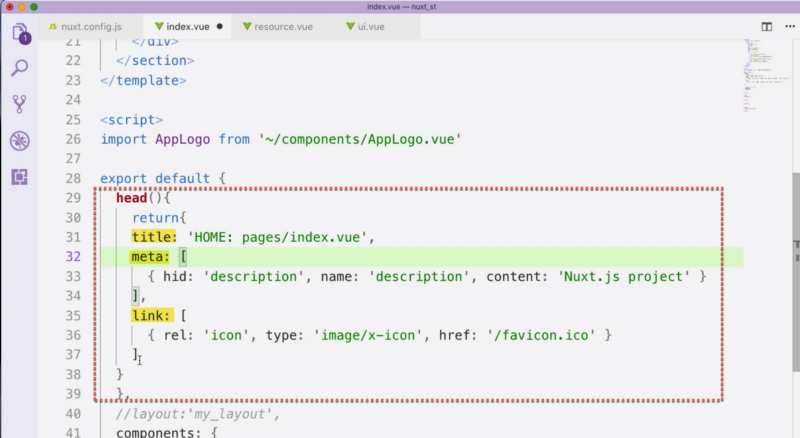 index.vue — nuxt_st
JS nuxt.config.js
index.vue
resource.vue
ui.vue
1
21 </div>
22 </section>
23 </template>
24
25 <script>
26 import AppLogo from '~/components/AppLogo.vue'
27
28 export default {
29 head(){
30 return{
31 title: 'HOME: pages/index.vue',
32 meta: [
33 { hid: 'description', name: 'description', content: 'Nuxt.js project' }
34 ],
35 link: [
36 { rel: 'icon', type: 'image/x-icon', href: '/favicon.ico' }
37 ]
38 }
39 },
40 //layout:'my_layout',
41 components: {